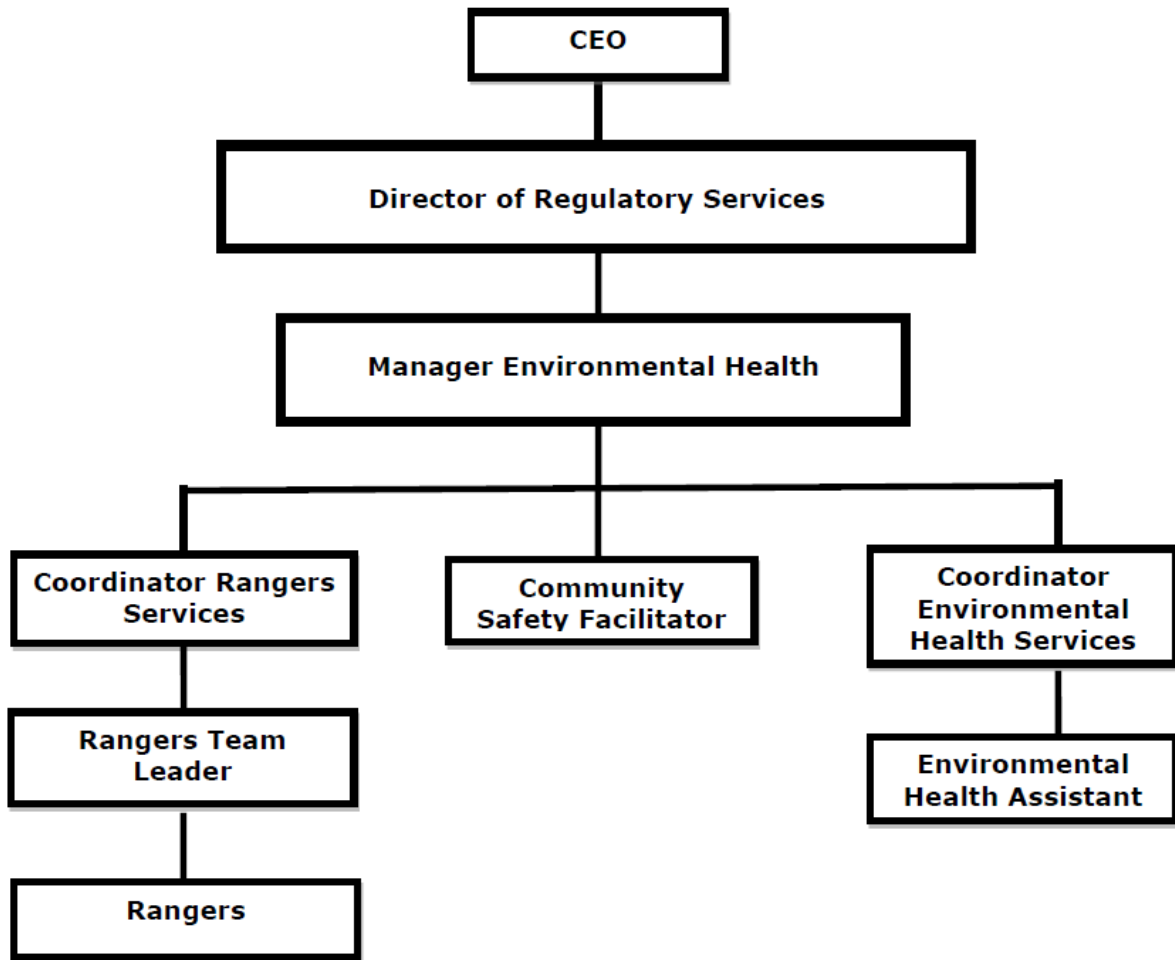 CEO
Director of Regulatory Services
Manager Environmental Health
Coordinator Rangers
Services
Community
Safety Facilitator
Coordinator
Environmental
Health Services
Rangers Team
Leader
Environmental
Health Assistant
Rangers